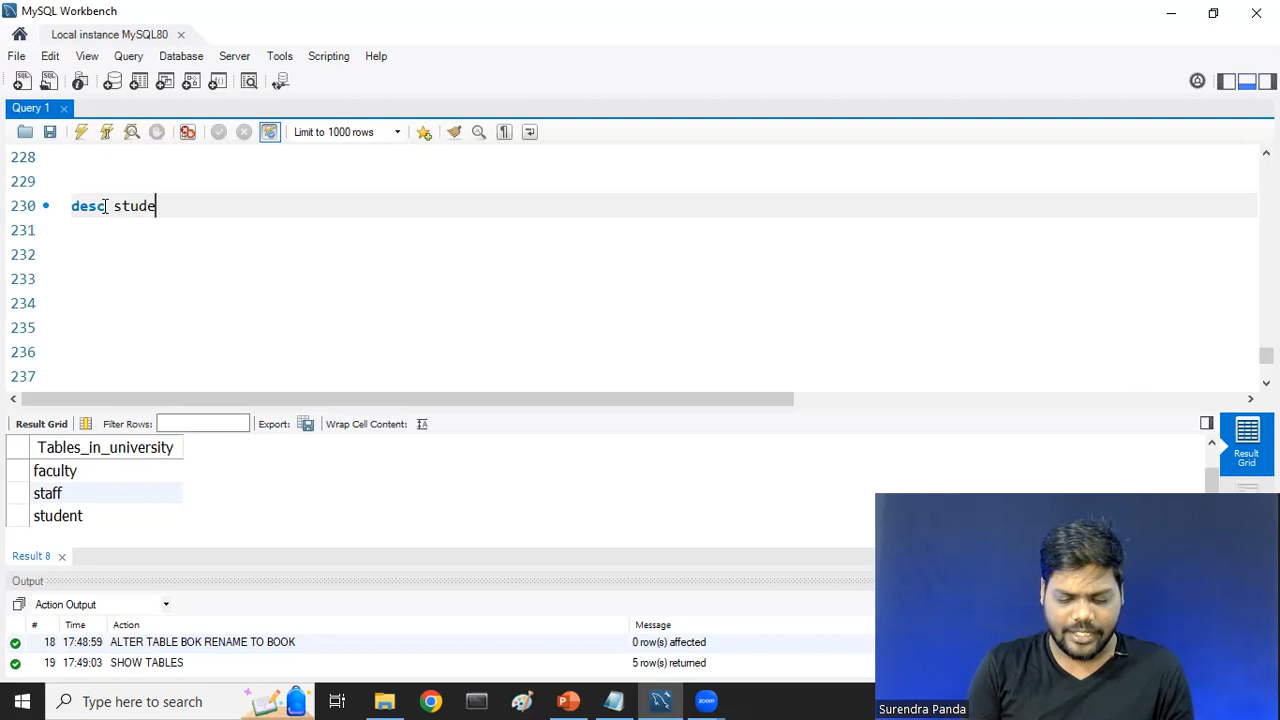 MySQL Workbench
Local instance MySQL80
File Edit View Query Database Server Tools Scripting Help
Query 1
Limit to 1000 rows
228
229
230 desc stude
231
232
233
234
235
236
237
Result Grid Filter Rows: Export: Wrap Cell Content:
Tables_in_university
faculty
staff
student
Result Grid
Result 8
Output
Action Output
# Time Action Message
18 17:48:59 ALTER TABLE BOK RENAME TO BOOK 0 row(s) affected
19 17:49:03 SHOW TABLES 5 row(s) returned
Type here to search
zoom
Surendra Panda